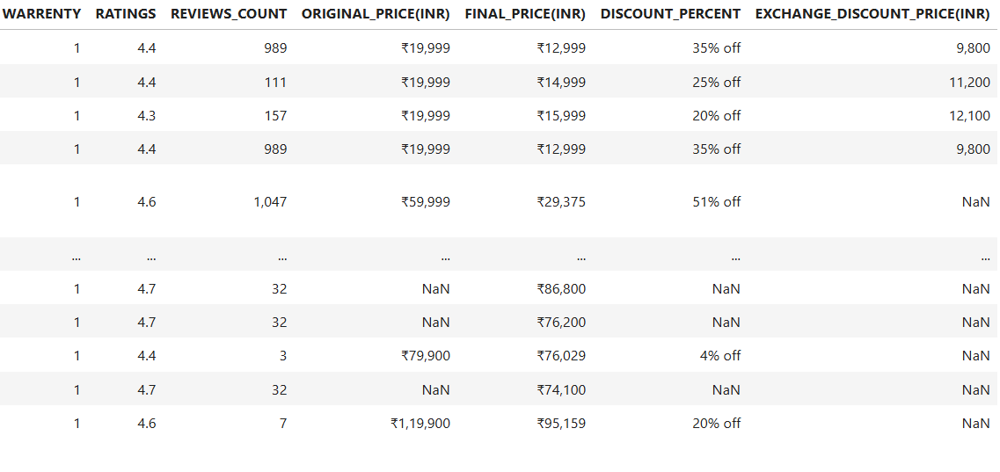 WARRENTY RATINGS REVIEWS_COUNT ORIGINAL_PRICE(INR) FINAL_PRICE(INR) DISCOUNT_PERCENT EXCHANGE_DISCOUNT_PRICE(INR)
1 4.4 989 ₹19,999 ₹12,999 35% off 9,800
1 4.4 111 ₹19,999 ₹14,999 25% off 11,200
1 4.3 157 ₹19,999 ₹15,999 20% off 12,100
1 4.4 989 ₹19,999 ₹12,999 35% off 9,800
1 4.6 1,047 ₹59,999 ₹29,375 51% off NaN
... ... ... ... ... ... ...
1 4.7 32 NaN ₹86,800 NaN NaN
1 4.7 32 NaN ₹76,200 NaN NaN
1 4.4 3 ₹79,900 ₹76,029 4% off NaN
1 4.7 32 NaN ₹74,100 NaN NaN
1 4.6 7 ₹1,19,900 ₹95,159 20% off NaN